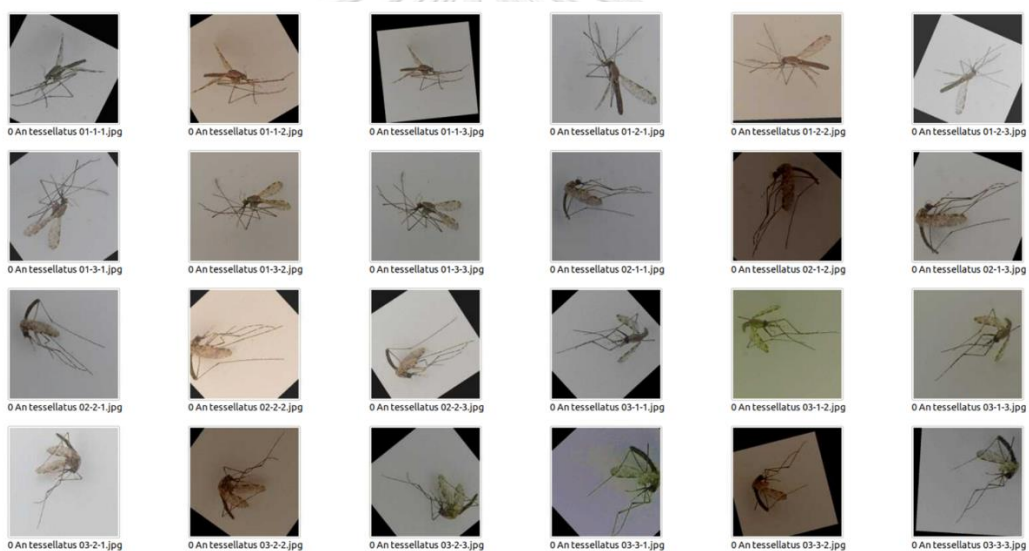 0 An tessellatus 01-1-1.jpg 0 An tessellatus 01-1-2.jpg 0 An tessellatus 01-1-3.jpg 0 An tessellatus 01-2-1.jpg 0 An tessellatus 01-2-2.jpg 0 An tessellatus 01-2-3.jpg
0 An tessellatus 01-3-1.jpg 0 An tessellatus 01-3-2.jpg 0 An tessellatus 01-3-3.jpg 0 An tessellatus 02-1-1.jpg 0 An tessellatus 02-1-2.jpg 0 An tessellatus 02-1-3.jpg
0 An tessellatus 02-2-1.jpg 0 An tessellatus 02-2-2.jpg 0 An tessellatus 02-2-3.jpg 0 An tessellatus 03-1-1.jpg 0 An tessellatus 03-1-2.jpg 0 An tessellatus 03-1-3.jpg
0 An tessellatus 03-2-1.jpg 0 An tessellatus 03-2-2.jpg 0 An tessellatus 03-2-3.jpg 0 An tessellatus 03-3-1.jpg 0 An tessellatus 03-3-2.jpg 0 An tessellatus 03-3-3.jpg